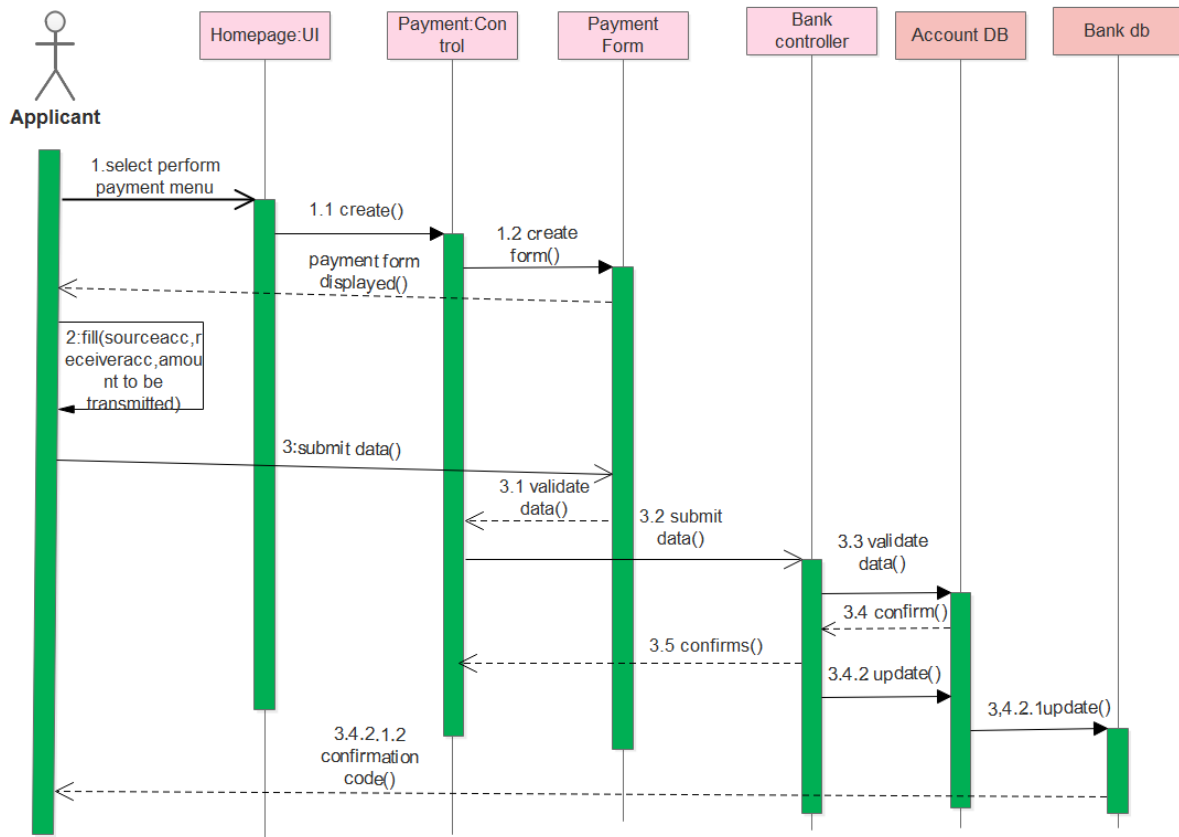 Homepage:UI
Payment:Con
trol
Payment
Form
Bank
controller
Account DB
Bank db
Applicant
1.select perform
payment menu
1.1 create()
1.2 create
form()
payment form
displayed()
2:fill(sourceacc,r
eceiveracc,amou
nt to be
transmitted)
3:submit data()
3.1 validate
data()
3.2 submit
data()
3.3 validate
data()
3.4 confirm()
3.5 confirms()
3.4.2 update()
3,4.2.1update()
3.4.2.1.2
confirmation
code()